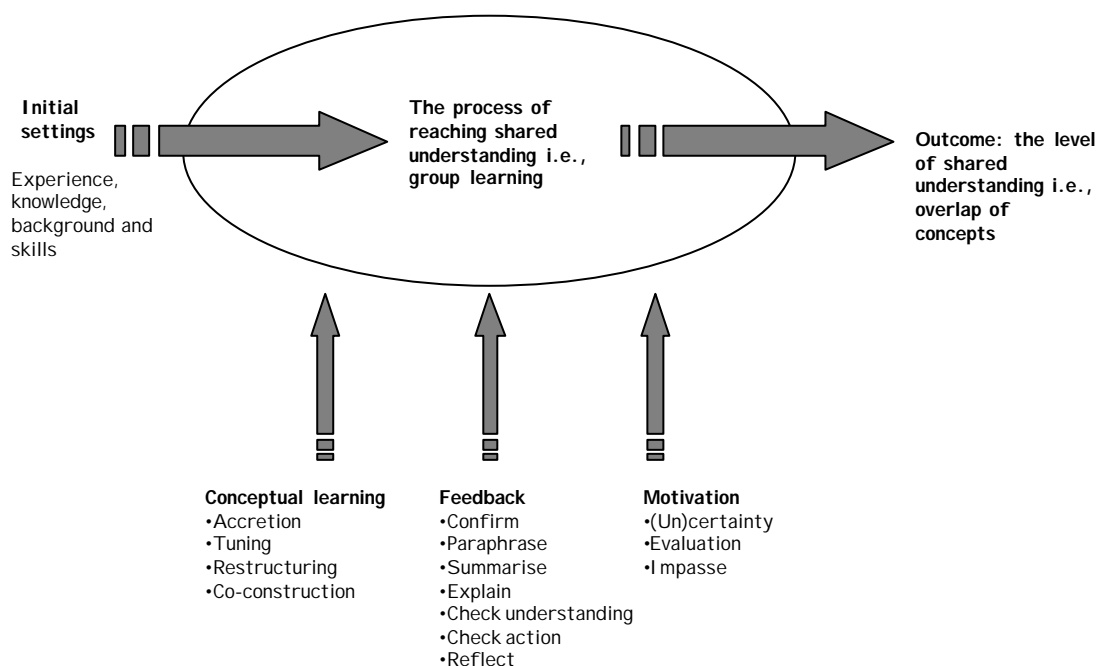 Initial
settings
Experience,
knowledge,
background and
skills
The process of
reaching shared
understanding i.e.,
group learning
Outcome: the level
of shared
understanding i.e.,
overlap of
concepts
Conceptual learning
•Accretion
•Tuning
•Restructuring
•Co-construction
Feedback
•Confirm
•Paraphrase
•Summarise
•Explain
•Check understanding
•Check action
•Reflect
Motivation
•(Un)certainty
•Evaluation
•Impasse